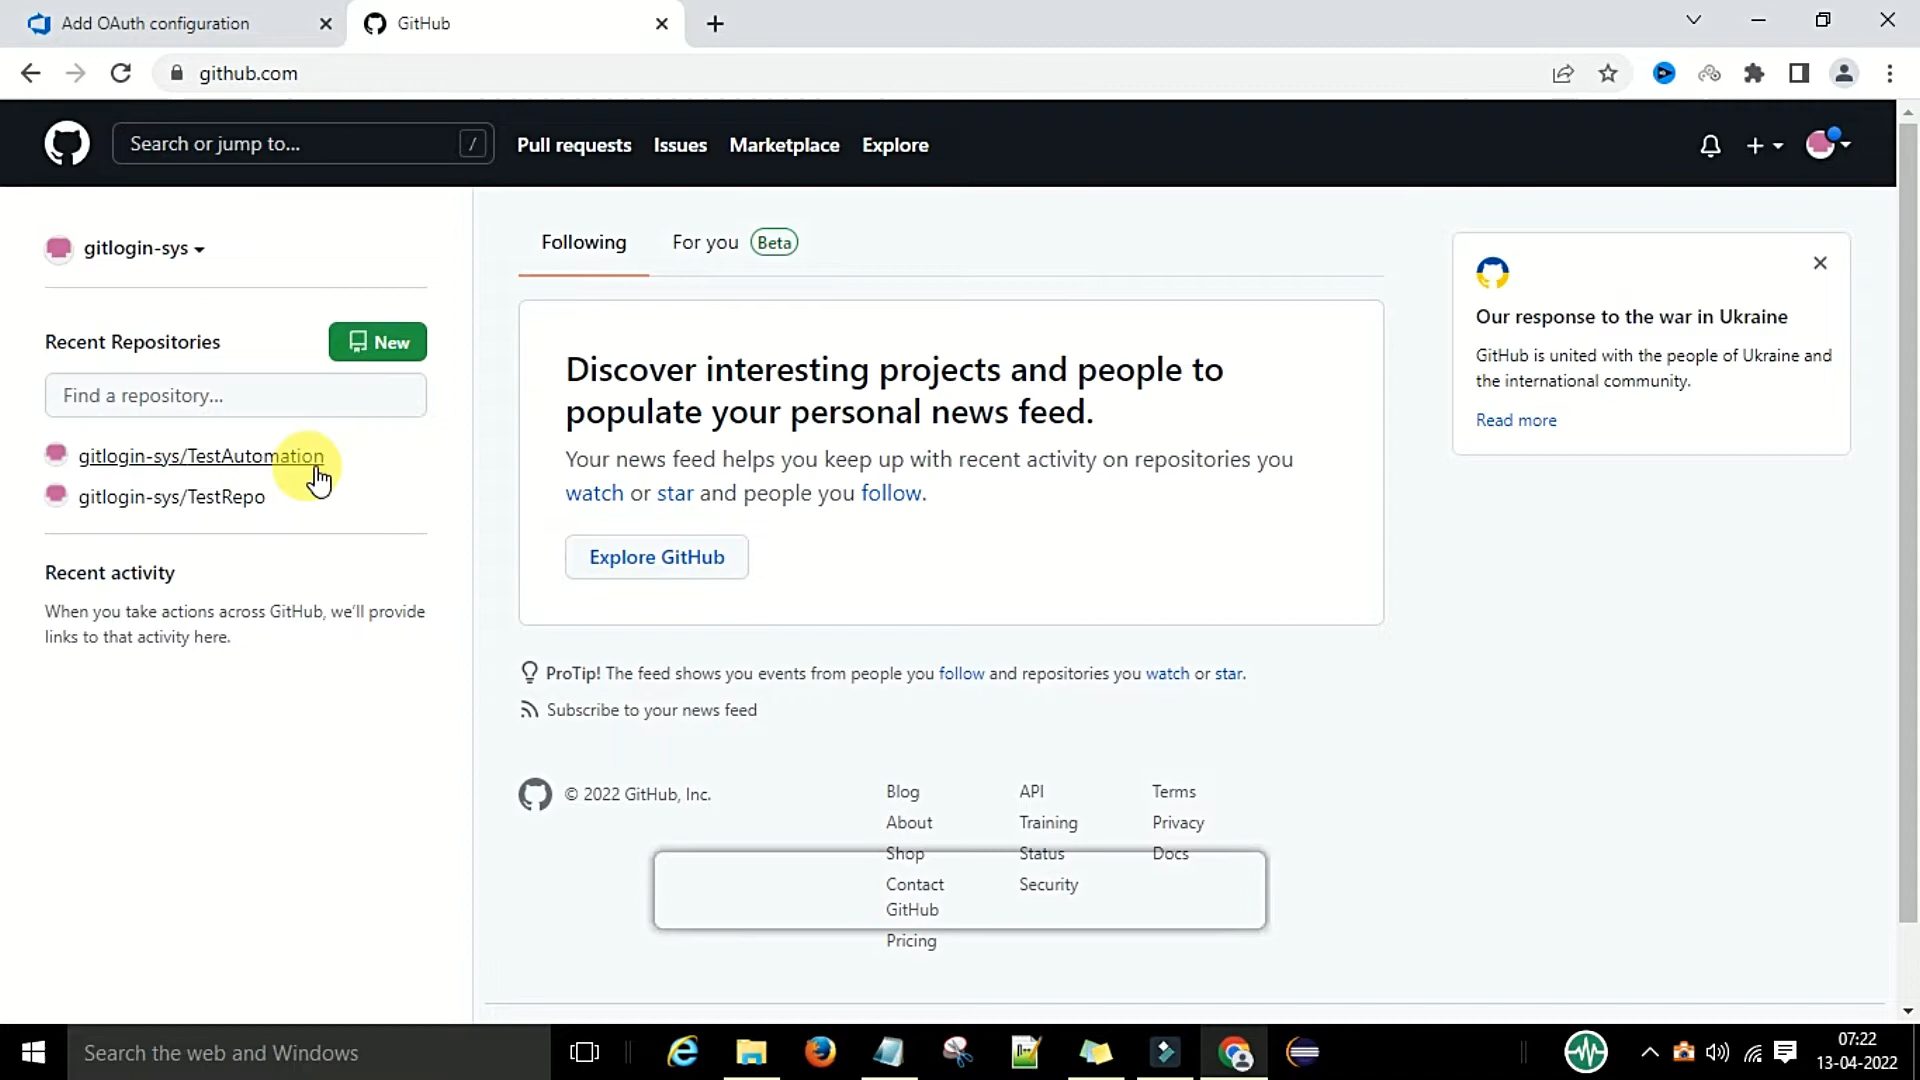 Add OAuth configuration
GitHub
github.com
Search or jump to...
/
Pull requests
Issues
Marketplace
Explore
gitlogin-sys
Recent Repositories
New
Find a repository...
gitlogin-sys/TestAutomation
gitlogin-sys/TestRepo
Recent activity
When you take actions across GitHub, we'll provide
links to that activity here.
Following
For you
Beta
Discover interesting projects and people to
populate your personal news feed.
Your news feed helps you keep up with recent activity on repositories you
watch or star and people you follow.
Explore GitHub
ProTip! The feed shows you events from people you follow and repositories you watch or star.
Subscribe to your news feed
Our response to the war in Ukraine
GitHub is united with the people of Ukraine and
the international community.
Read more
© 2022 GitHub, Inc.
Blog
About
Shop
Contact
GitHub
Pricing
API
Training
Status
Security
Terms
Privacy
Docs
Search the web and Windows
07:22
13-04-2022